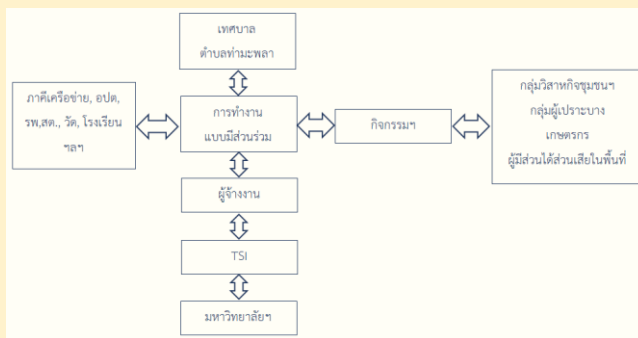 เทศบาล
ตำบลท่ามะพลา
ภาคีเครือข่าย, อปต,
รพ,สต., วัด, โรงเรียน
ฯลฯ
การทำงาน
แบบมีส่วนร่วม
กิจกรรมฯ
กลุ่มวิสาหกิจชุมชนฯ
กลุ่มผู้เปราะบาง
เกษตรกร
ผู้มีส่วนได้ส่วนเสียในพื้นที่
ผู้จ้างงาน
TSI
มหาวิทยาลัยฯ